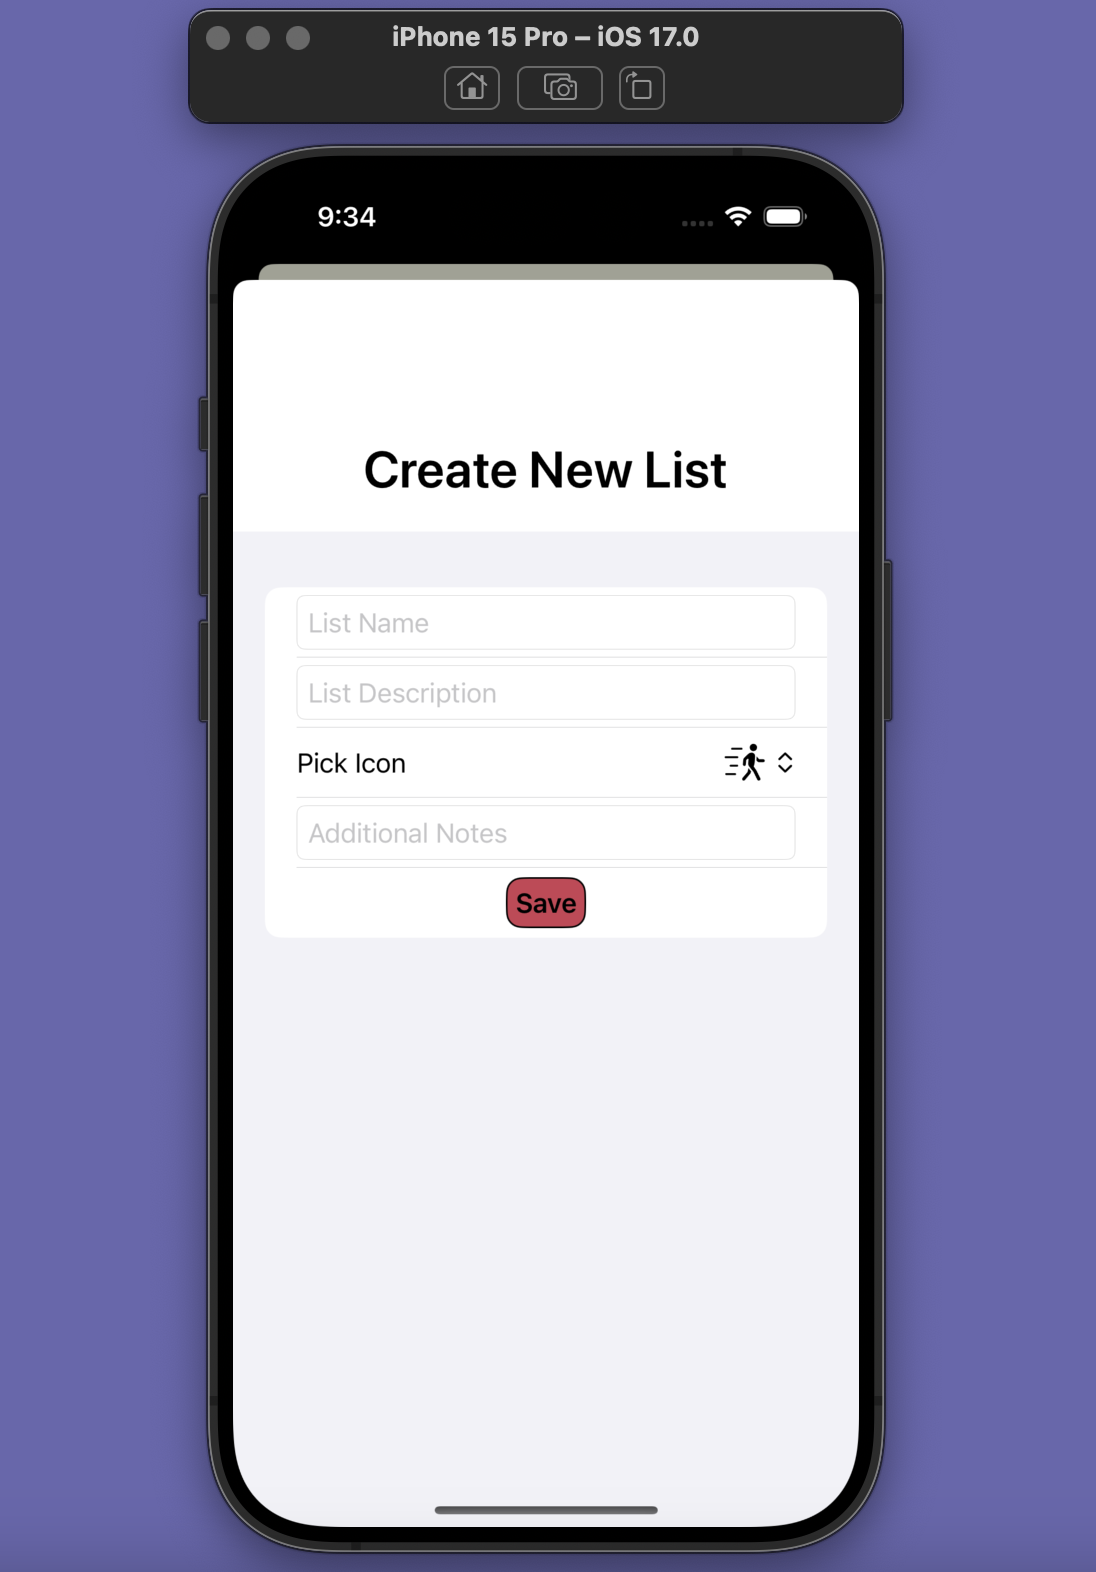 iPhone 15 Pro – iOS 17.0
9:34
Create New List
List Name
List Description
Pick Icon
Additional Notes
Save